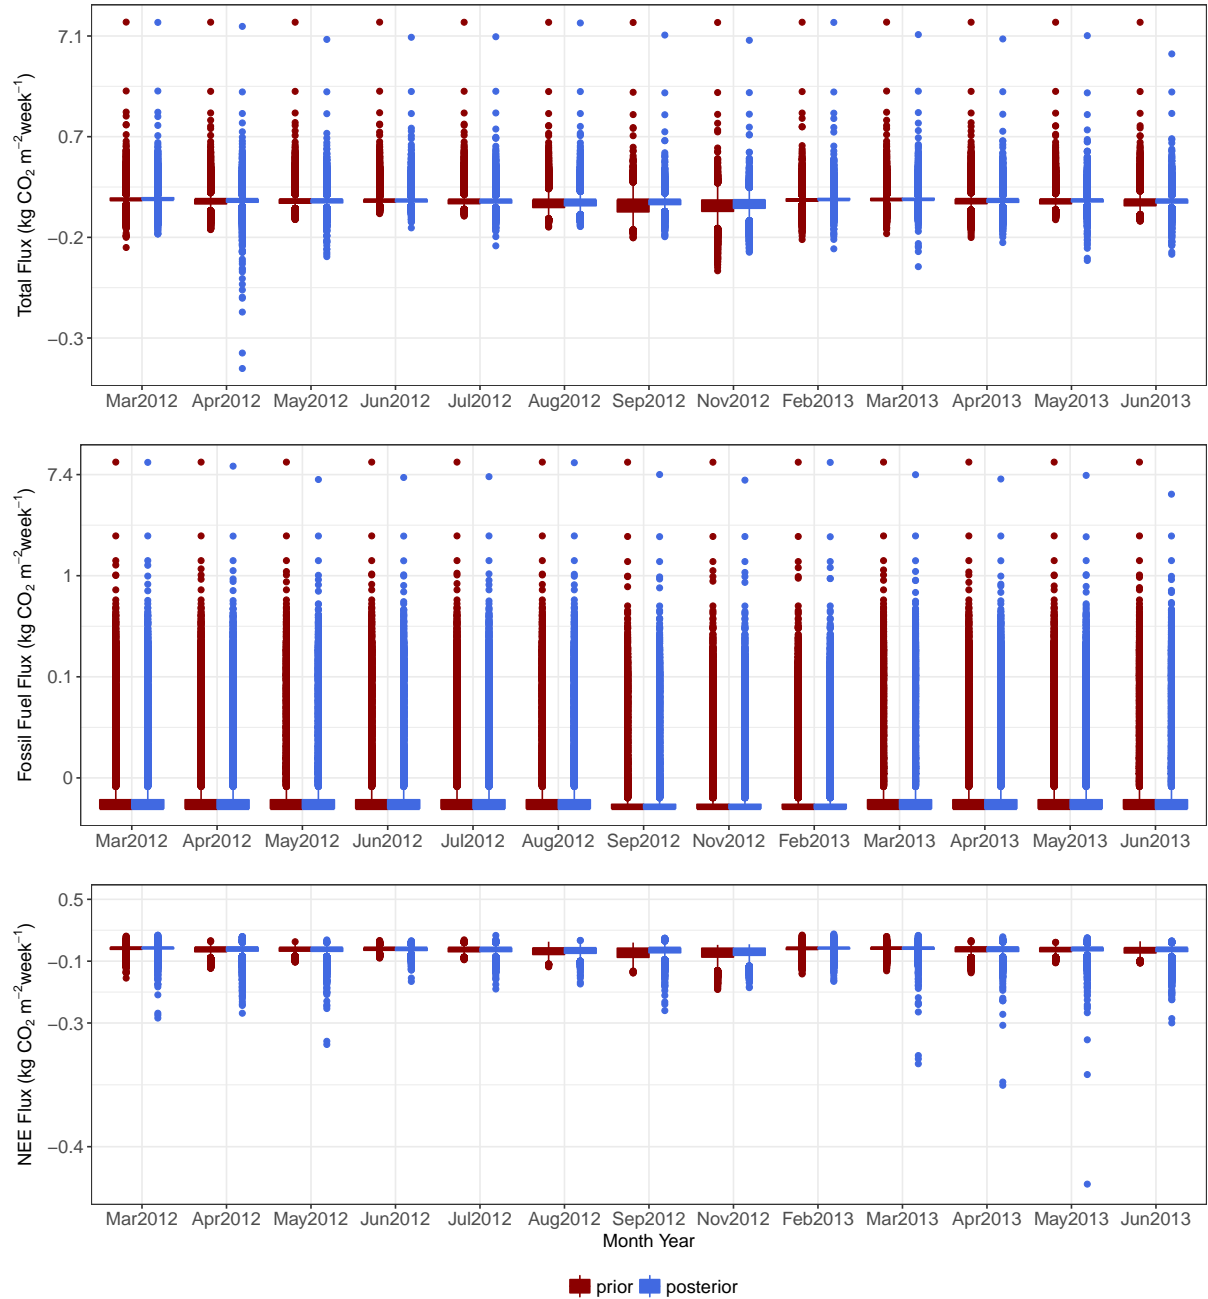 Total Flux (kg CO₂ m⁻²week⁻¹)
7.1
0.7
−0.2
−0.3
Mar2012 Apr2012 May2012 Jun2012 Jul2012 Aug2012 Sep2012 Nov2012 Feb2013 Mar2013 Apr2013 May2013 Jun2013
Fossil Fuel Flux (kg CO₂ m⁻²week⁻¹)
7.4
1
0.1
0
Mar2012 Apr2012 May2012 Jun2012 Jul2012 Aug2012 Sep2012 Nov2012 Feb2013 Mar2013 Apr2013 May2013 Jun2013
NEE Flux (kg CO₂ m⁻²week⁻¹)
0.5
−0.1
−0.3
−0.4
Mar2012 Apr2012 May2012 Jun2012 Jul2012 Aug2012 Sep2012 Nov2012 Feb2013 Mar2013 Apr2013 May2013 Jun2013
Month Year
prior posterior